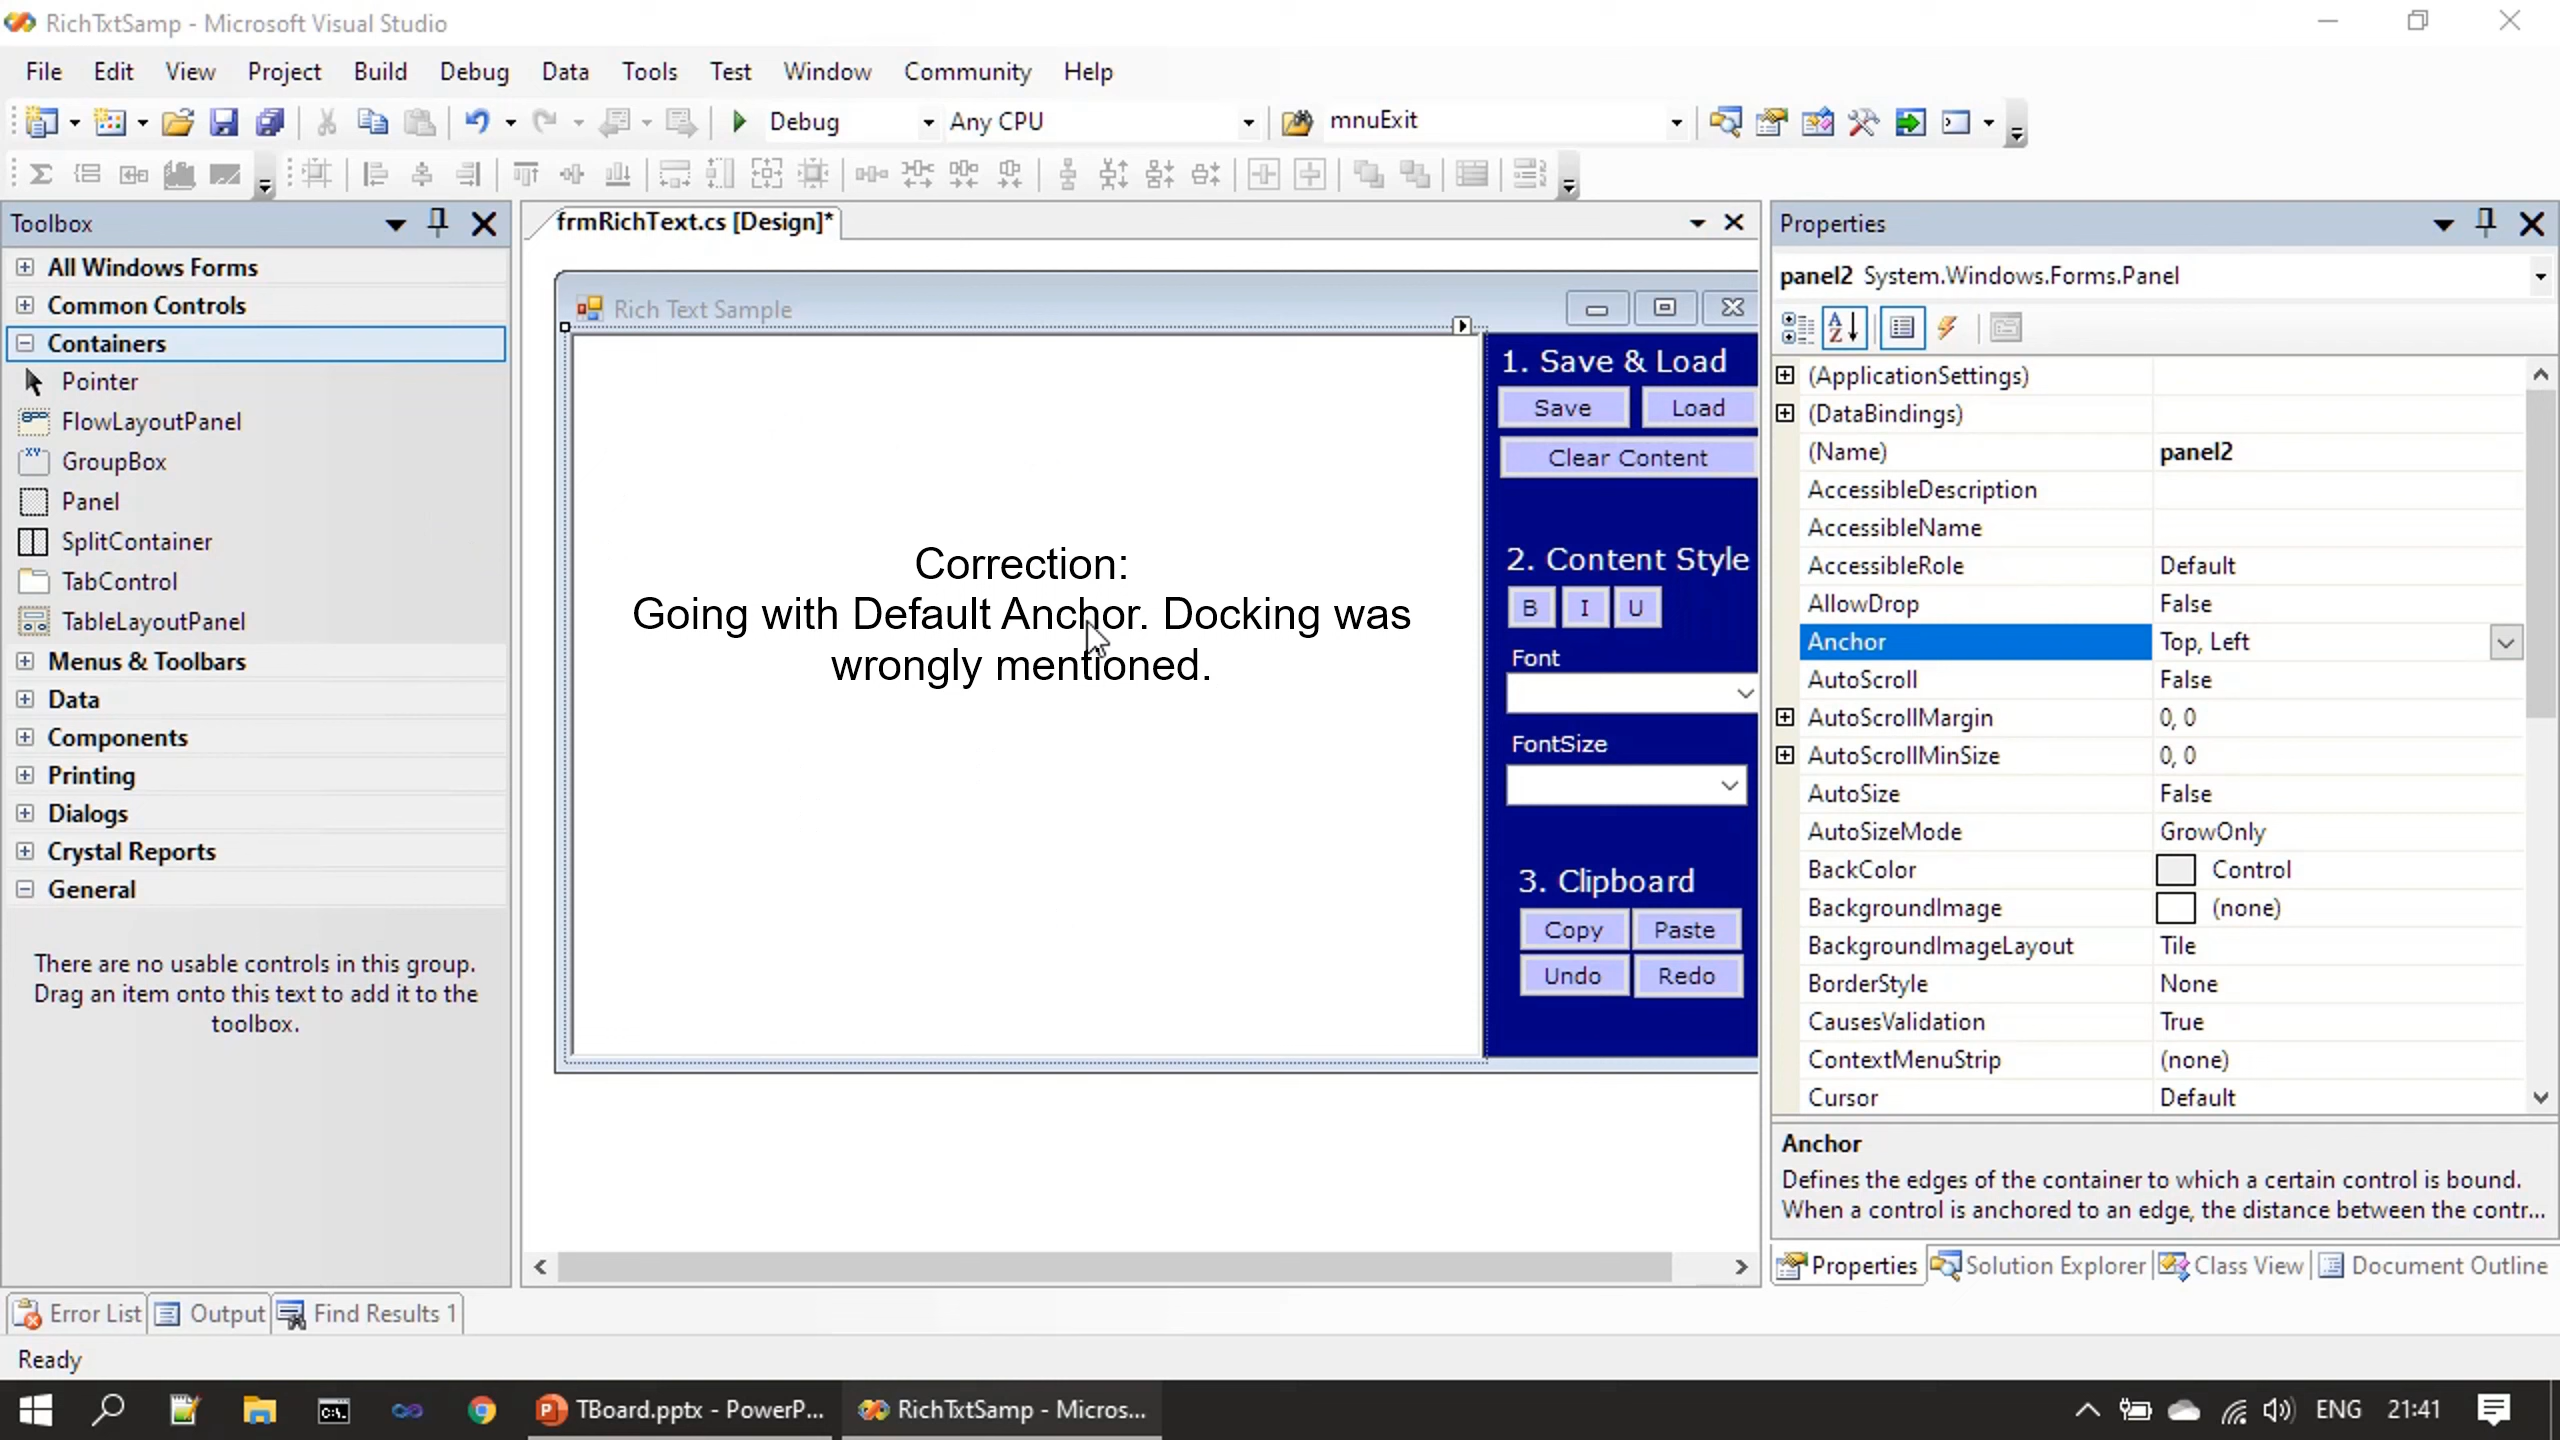 RichTxtSamp - Microsoft Visual Studio
File Edit View Project Build Debug Data Tools Test Window Community Help
Debug Any CPU mnuExit
Toolbox
All Windows Forms
Common Controls
Containers
Pointer
FlowLayoutPanel
GroupBox
Panel
SplitContainer
TabControl
TableLayoutPanel
Menus & Toolbars
Data
Components
Printing
Dialogs
Crystal Reports
General
There are no usable controls in this group.
Drag an item onto this text to add it to the
toolbox.
frmRichText.cs [Design]*
Rich Text Sample
Correction:
Going with Default Anchor. Docking was
wrongly mentioned.
1. Save & Load
Save Load
Clear Content
2. Content Style
B I U
Font
FontSize
3. Clipboard
Copy Paste
Undo Redo
Properties
panel2 System.Windows.Forms.Panel
(ApplicationSettings)
(DataBindings)
(Name) panel2
AccessibleDescription
AccessibleName
AccessibleRole Default
AllowDrop False
Anchor Top, Left
AutoScroll False
AutoScrollMargin 0, 0
AutoScrollMinSize 0, 0
AutoSize False
AutoSizeMode GrowOnly
BackColor Control
BackgroundImage (none)
BackgroundImageLayout Tile
BorderStyle None
CausesValidation True
ContextMenuStrip (none)
Cursor Default
Anchor
Defines the edges of the container to which a certain control is bound.
When a control is anchored to an edge, the distance between the contr...
Properties Solution Explorer Class View Document Outline
Error List Output Find Results 1
Ready
TBoard.pptx - PowerP... RichTxtSamp - Micros... ENG 21:41